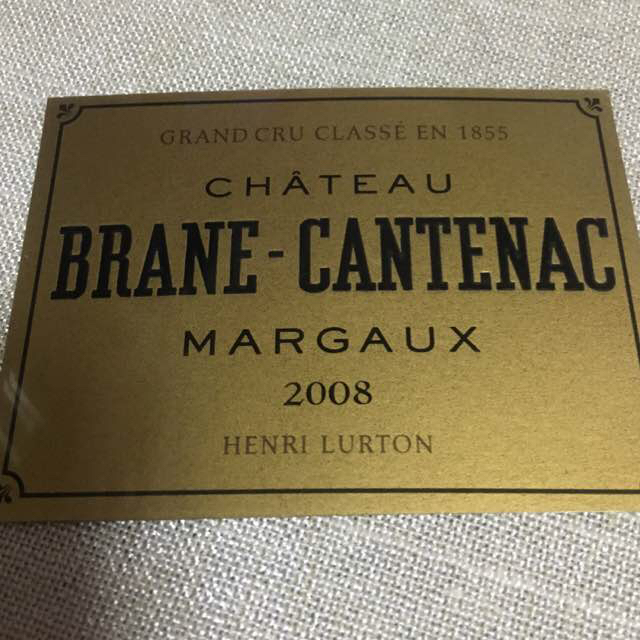 GRAND CRU CLASSÉ EN 1855
CHÂTEAU
BRANE-CANTENAC
MARGAUX
2008
HENRI LURTON